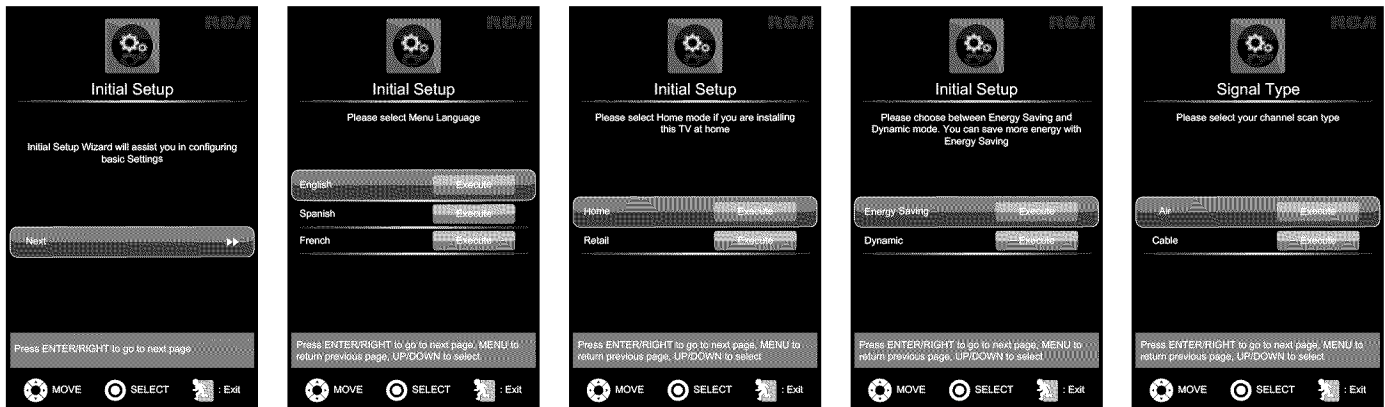 RCA
Initial Setup
Initial Setup Wizard will assist you in configuring
basic Settings
Next
Press ENTER/RIGHT to go to next page
MOVE SELECT : Exit
RCA
Initial Setup
Please select Menu Language
English Execute
Spanish Execute
French Execute
Press ENTER/RIGHT to go to next page, MENU to
return previous page, UP/DOWN to select
MOVE SELECT : Exit
RCA
Initial Setup
Please select Home mode if you are installing
this TV at home
Home Execute
Retail Execute
Press ENTER/RIGHT to go to next page, MENU to
return previous page, UP/DOWN to select
MOVE SELECT : Exit
RCA
Initial Setup
Please choose between Energy Saving and
Dynamic mode. You can save more energy with
Energy Saving
Energy Saving Execute
Dynamic Execute
Press ENTER/RIGHT to go to next page, MENU to
return previous page, UP/DOWN to select
MOVE SELECT : Exit
RCA
Signal Type
Please select your channel scan type
Air Execute
Cable Execute
Press ENTER/RIGHT to go to next page, MENU to
return previous page, UP/DOWN to select
MOVE SELECT : Exit